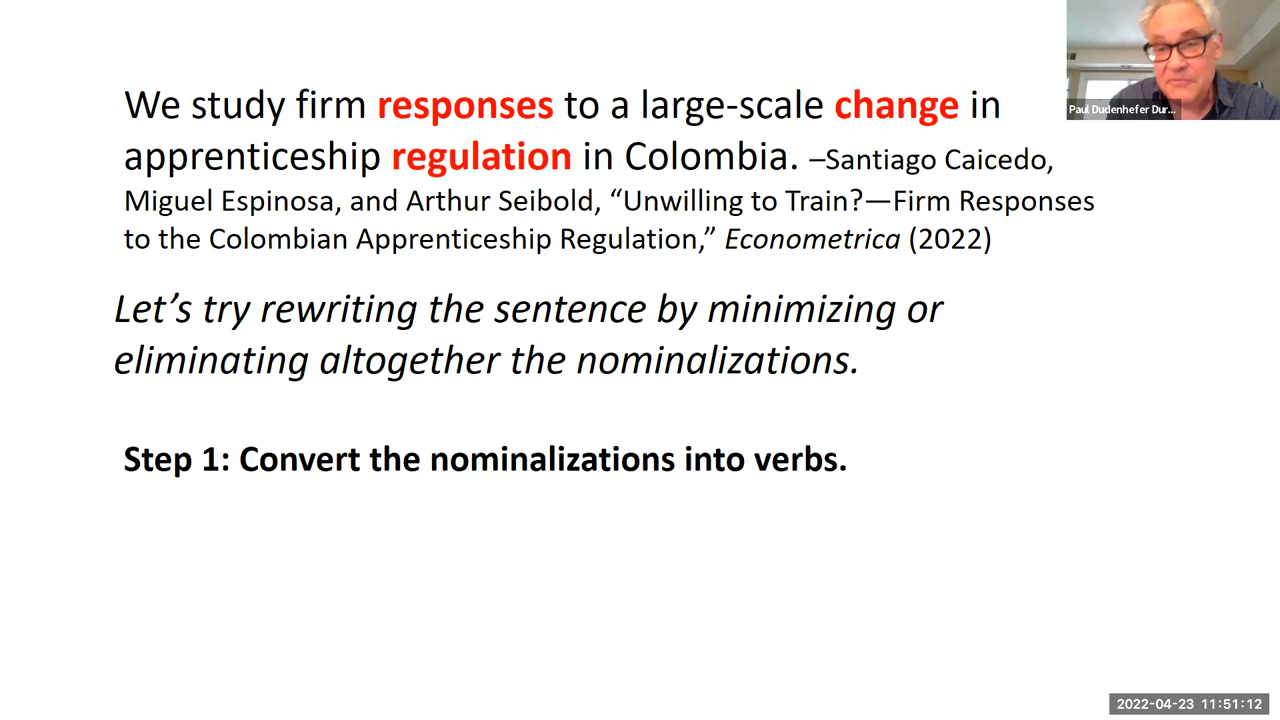 We study firm responses to a large-scale change in
apprenticeship regulation in Colombia. –Santiago Caicedo,
Miguel Espinosa, and Arthur Seibold, “Unwilling to Train?—Firm Responses
to the Colombian Apprenticeship Regulation,” Econometrica (2022)
Let’s try rewriting the sentence by minimizing or
eliminating altogether the nominalizations.
Step 1: Convert the nominalizations into verbs.
Paul Dudenhefer Dur...
2022-04-23 11:51:12